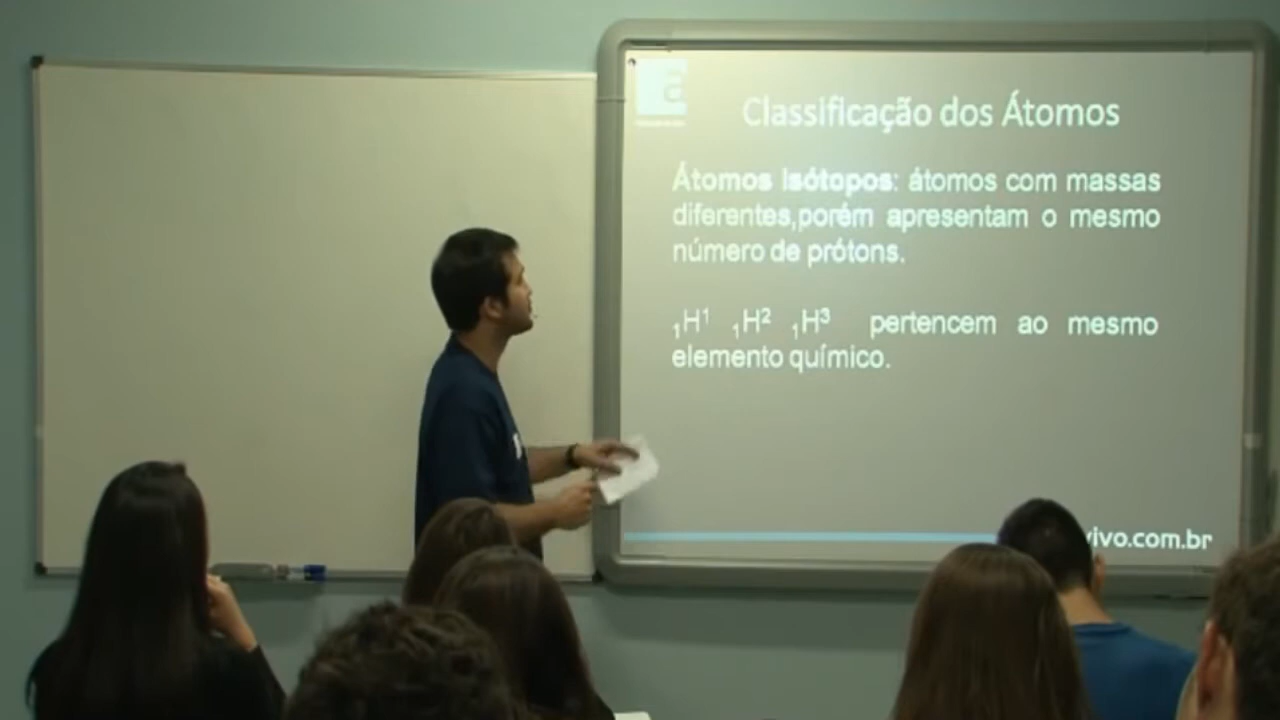 Classificação dos Átomos
Átomos Isótopos: átomos com massas
diferentes,porém apresentam o mesmo
número de prótons.
₁H¹ ₁H² ₁H³ pertencem ao mesmo
elemento químico.
vivo.com.br